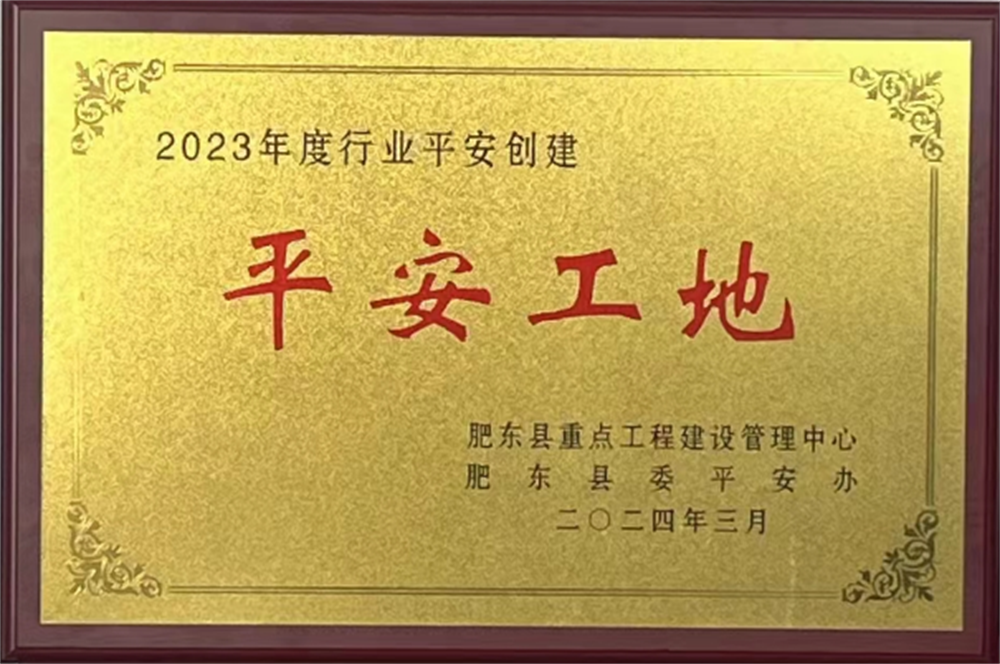 2023年度行业平安创建
平安工地
肥东县重点工程建设管理中心
肥东县委平安办
二〇二四年三月